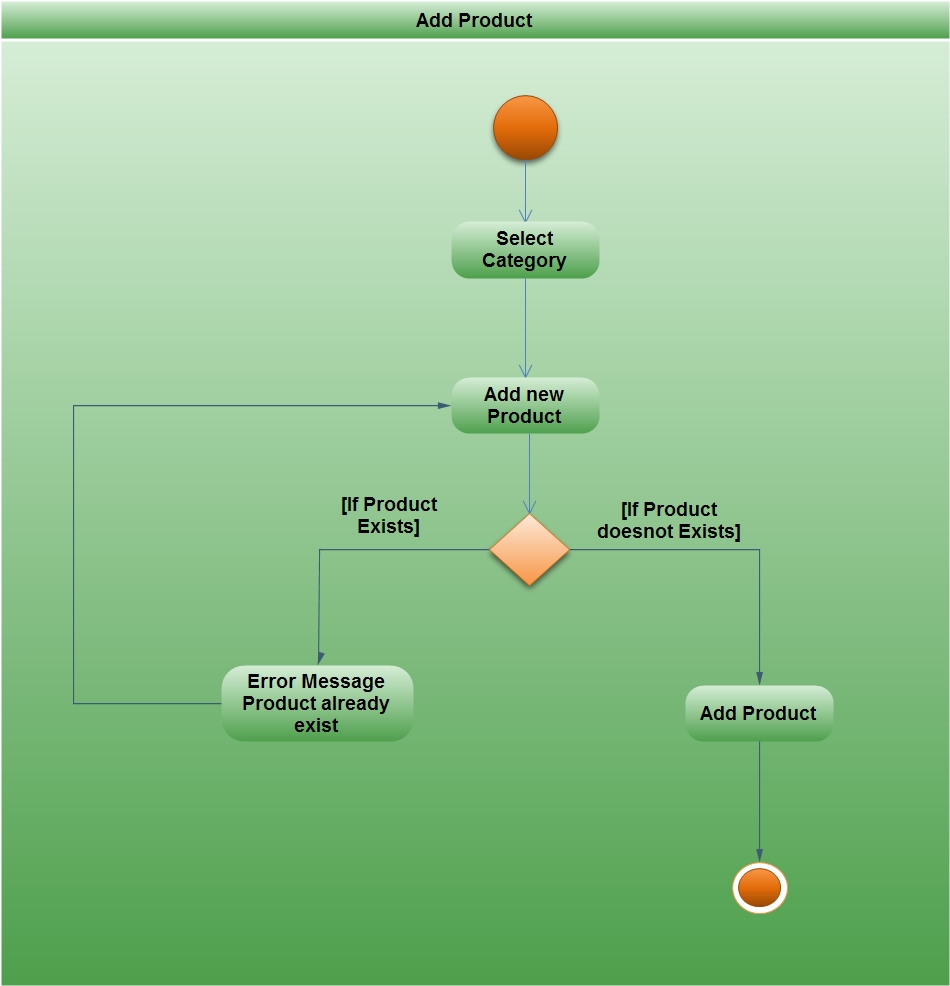 Add Product
Select
Category
Add new
Product
[If Product
Exists]
[If Product
doesnot Exists]
Error Message
Product already
exist
Add Product